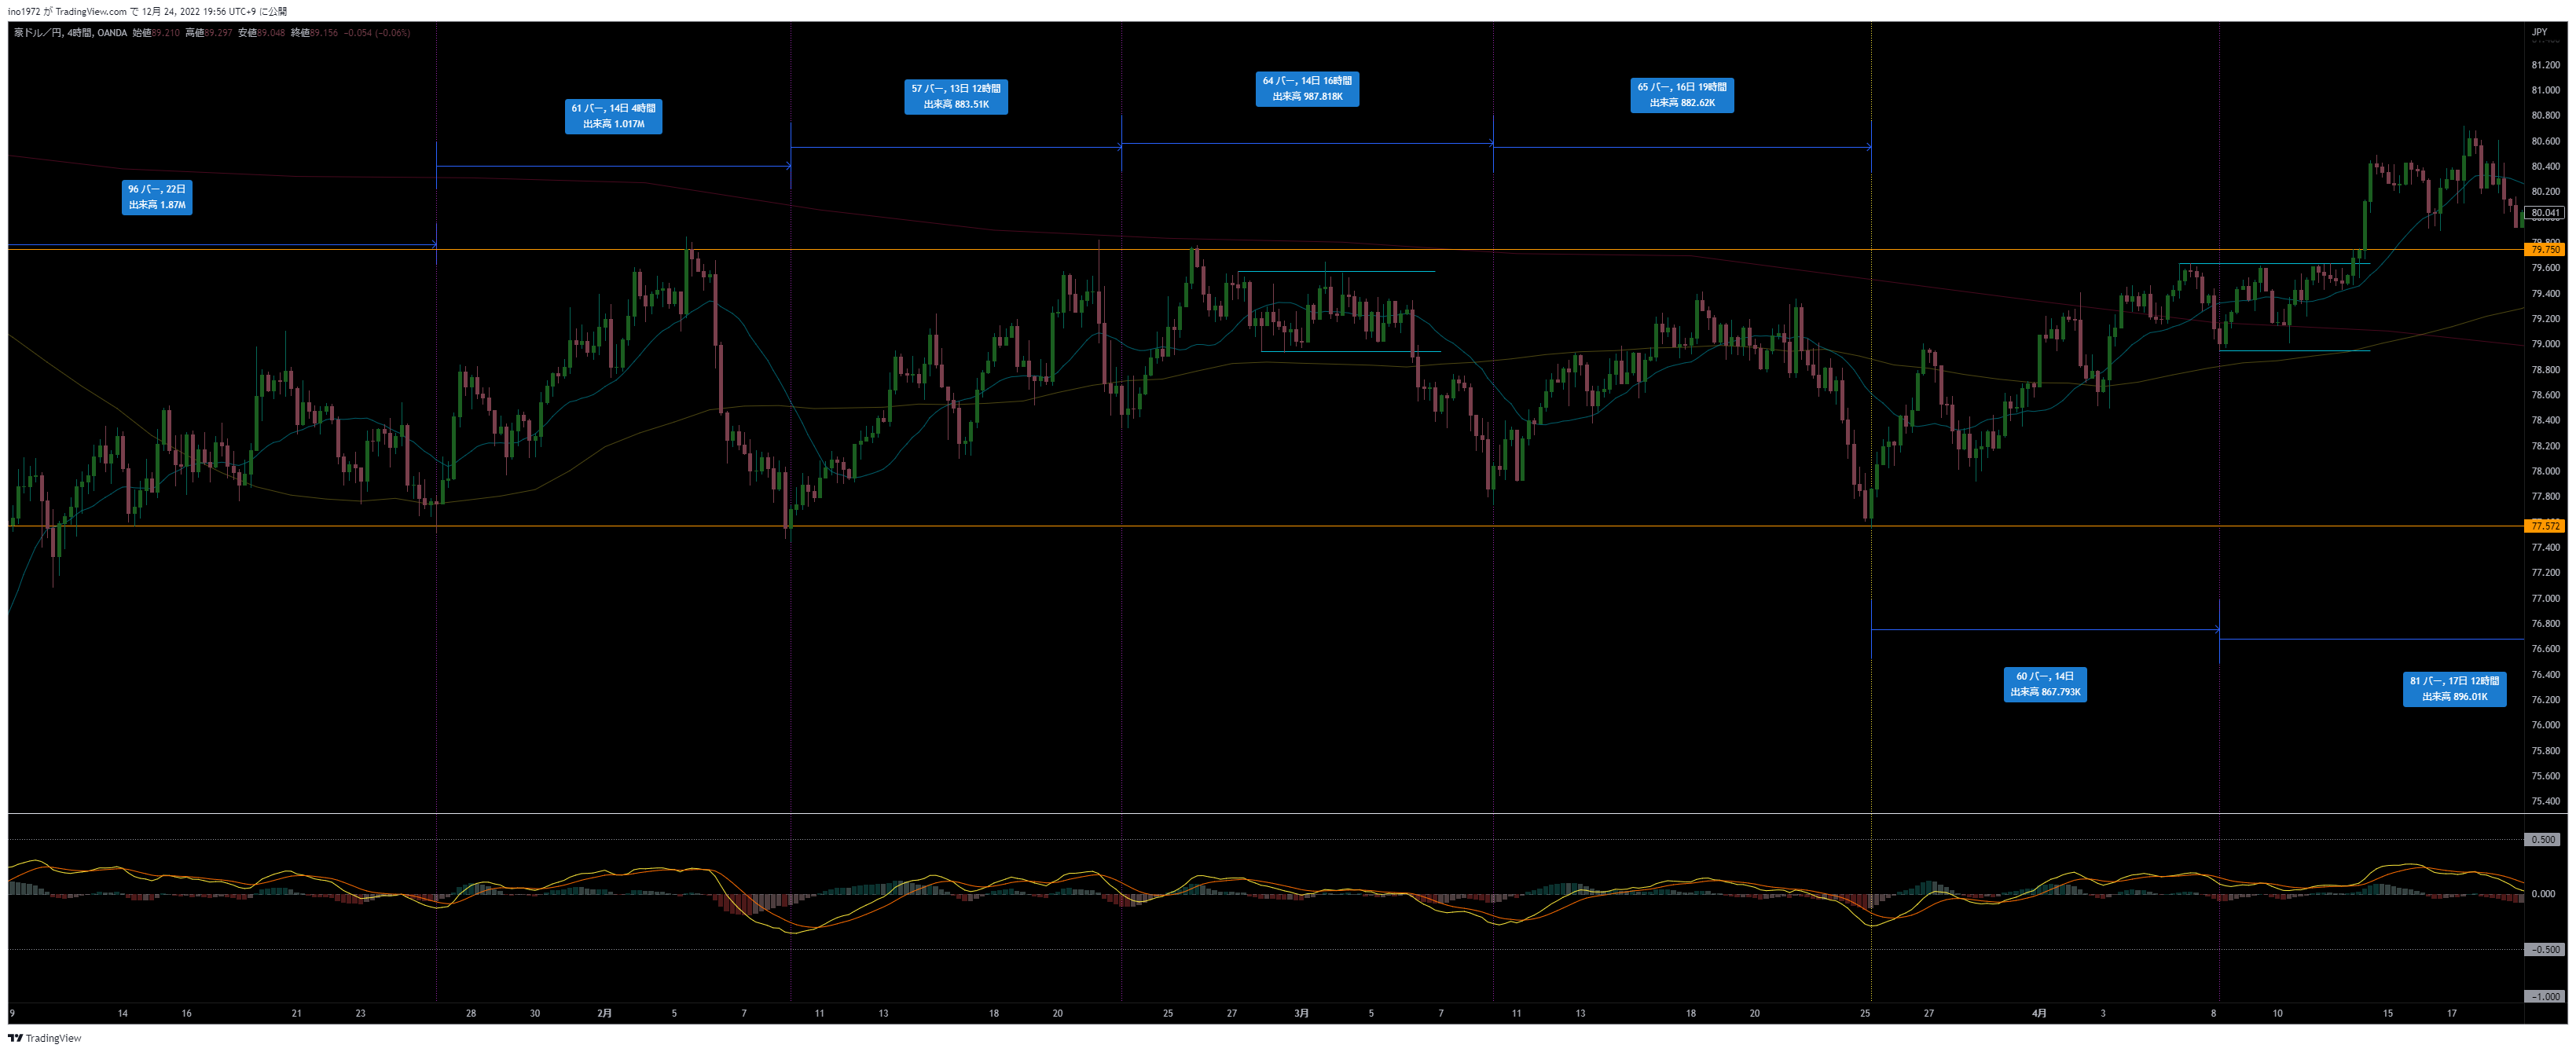 ino1972 が TradingView.com で 12月 24, 2022 19:56 UTC+9 に公開
豪ドル／円, 4時間, OANDA 始値89.210 高値89.297 安値89.048 終値89.156 −0.054 (−0.06%)
JPY
96 バー, 22日
出来高 1.87M
61 バー, 14日 4時間
出来高 1.017M
57 バー, 13日 12時間
出来高 883.51K
64 バー, 14日 16時間
出来高 987.818K
65 バー, 16日 19時間
出来高 882.62K
60 バー, 14日
出来高 867.793K
81 バー, 17日 12時間
出来高 896.01K
81.200
81.000
80.800
80.600
80.400
80.200
80.041
79.800
79.750
79.600
79.400
79.200
79.000
78.800
78.600
78.400
78.200
78.000
77.800
77.572
77.400
77.200
77.000
76.800
76.600
76.400
76.200
76.000
75.800
75.600
75.400
0.500
0.000
−0.500
−1.000
9 14 16 21 23 28 30 2月 5 7 11 13 18 20 25 27 3月 5 7 11 13 18 20 25 27 4月 3 8 10 15 17
TradingView